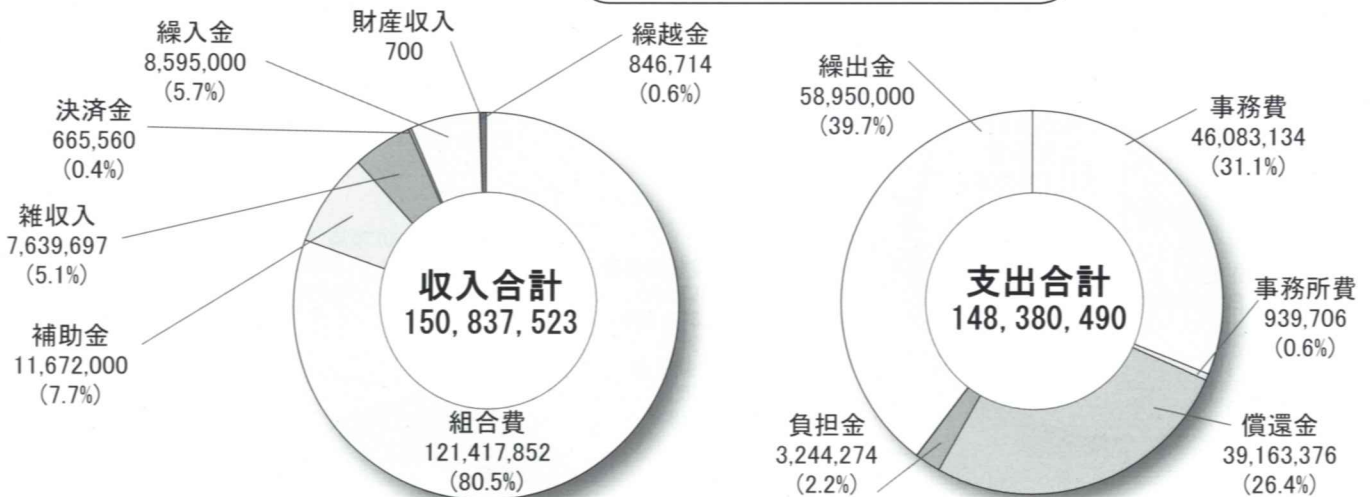 繰入金
8,595,000
(5.7%)
財産収入
700
繰越金
846,714
(0.6%)
決済金
665,560
(0.4%)
雑収入
7,639,697
(5.1%)
補助金
11,672,000
(7.7%)
収入合計
150,837,523
組合費
121,417,852
(80.5%)
繰出金
58,950,000
(39.7%)
事務費
46,083,134
(31.1%)
支出合計
148,380,490
事務所費
939,706
(0.6%)
負担金
3,244,274
(2.2%)
償還金
39,163,376
(26.4%)